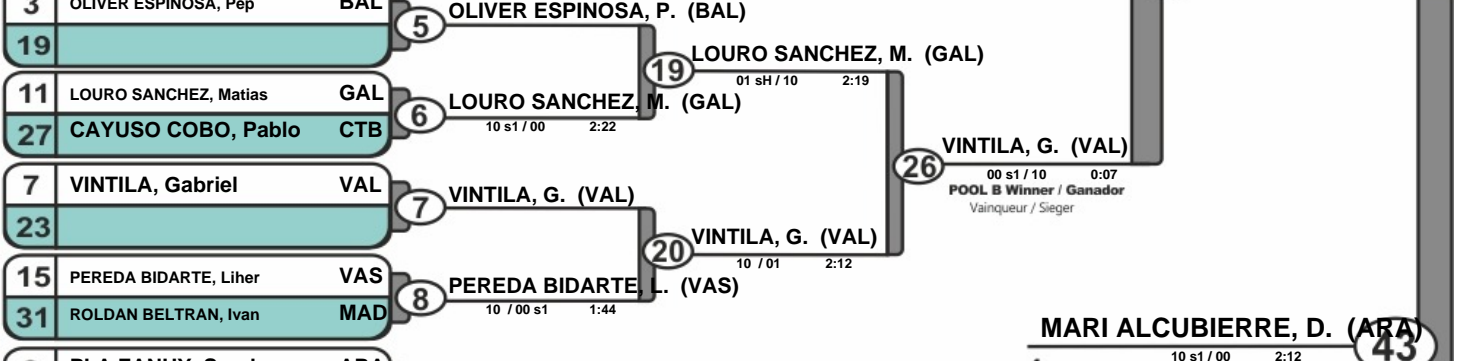 3 OLIVER ESPINOSA, Pep BAL
19
5
OLIVER ESPINOSA, P. (BAL)
11 LOURO SANCHEZ, Matias GAL
27 CAYUSO COBO, Pablo CTB
6
LOURO SANCHEZ, M. (GAL)
10 s1 / 00 2:22
19
LOURO SANCHEZ, M. (GAL)
01 sH / 10 2:19
7 VINTILA, Gabriel VAL
23
7
VINTILA, G. (VAL)
15 PEREDA BIDARTE, Liher VAS
31 ROLDAN BELTRAN, Ivan MAD
8
PEREDA BIDARTE, L. (VAS)
10 / 00 s1 1:44
20
VINTILA, G. (VAL)
10 / 01 2:12
26
VINTILA, G. (VAL)
00 s1 / 10 0:07
POOL B Winner / Ganador
Vainqueur / Sieger
MARI ALCUBIERRE, D. (ARA)
10 s1 / 00 2:12
43